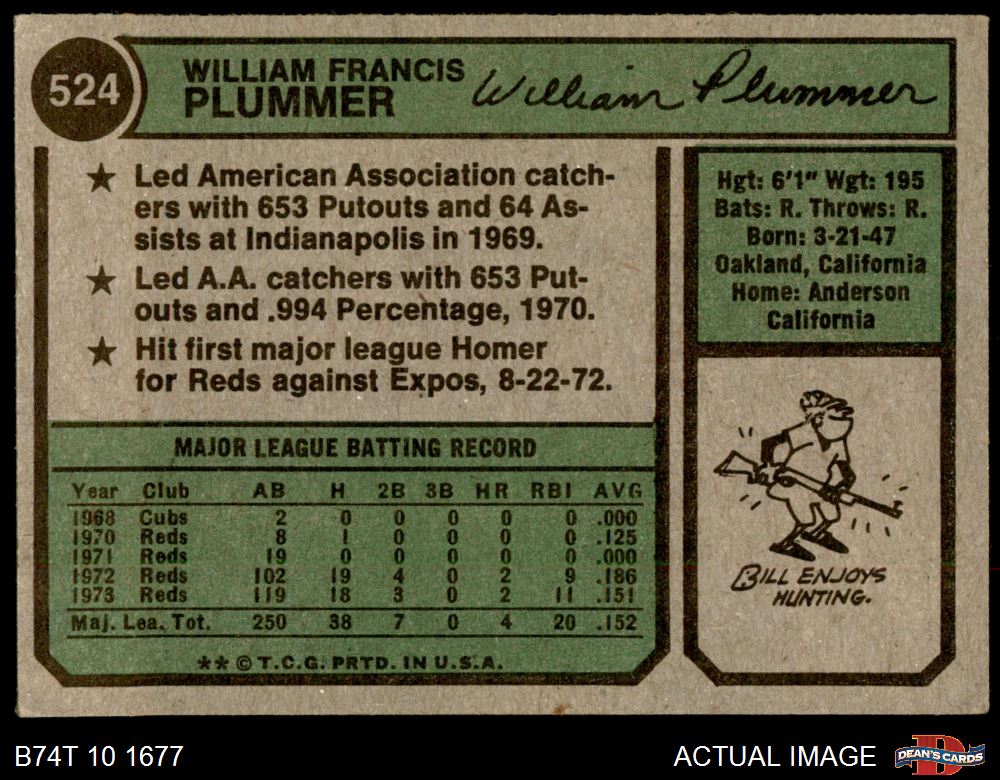 524
WILLIAM FRANCIS
PLUMMER
William Plummer
★ Led American Association catch-
ers with 653 Putouts and 64 As-
sists at Indianapolis in 1969.
★ Led A.A. catchers with 653 Put-
outs and .994 Percentage, 1970.
★ Hit first major league Homer
for Reds against Expos, 8-22-72.
Hgt: 6'1" Wgt: 195
Bats: R. Throws: R.
Born: 3-21-47
Oakland, California
Home: Anderson
California
MAJOR LEAGUE BATTING RECORD
Year Club AB H 2B 3B HR RBI AVG
1968 Cubs 2 0 0 0 0 0 .000
1970 Reds 8 1 0 0 0 0 .125
1971 Reds 19 0 0 0 0 0 .000
1972 Reds 102 19 4 0 2 9 .186
1973 Reds 119 18 3 0 2 11 .151
Maj. Lea. Tot. 250 38 7 0 4 20 .152
** © T.C.G. PRTD. IN U.S.A.
BILL ENJOYS
HUNTING.
B74T 10 1677
ACTUAL IMAGE
D
DEAN'S CARDS